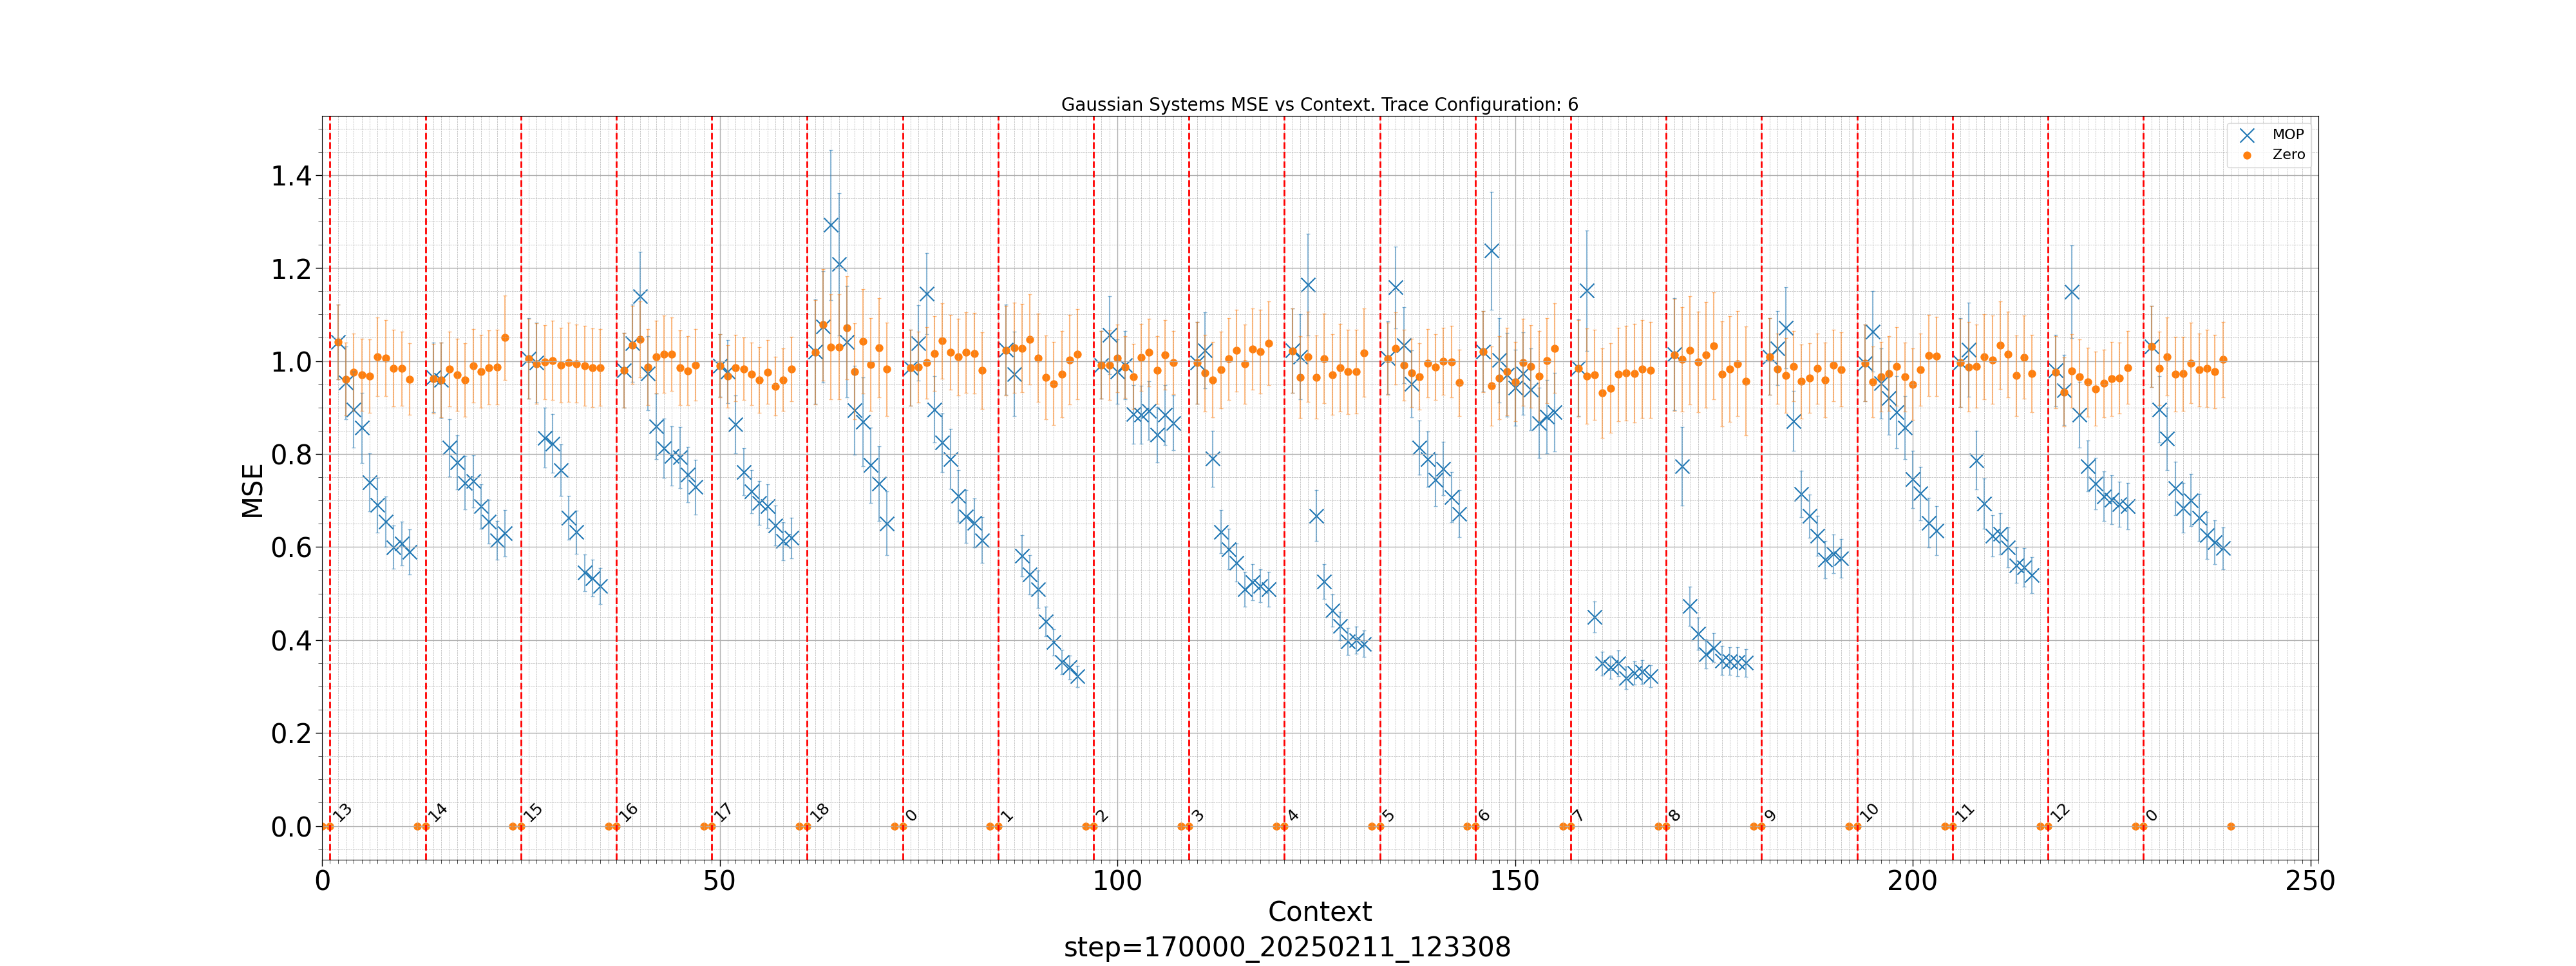 Gaussian Systems MSE vs Context. Trace Configuration: 6
MOP
Zero
MSE
1.4
1.2
1.0
0.8
0.6
0.4
0.2
0.0
13 14 15 16 17 18 0 1 2 3 4 5 6 7 8 9 10 11 12 0
0 50 100 150 200 250
Context
step=170000_20250211_123308